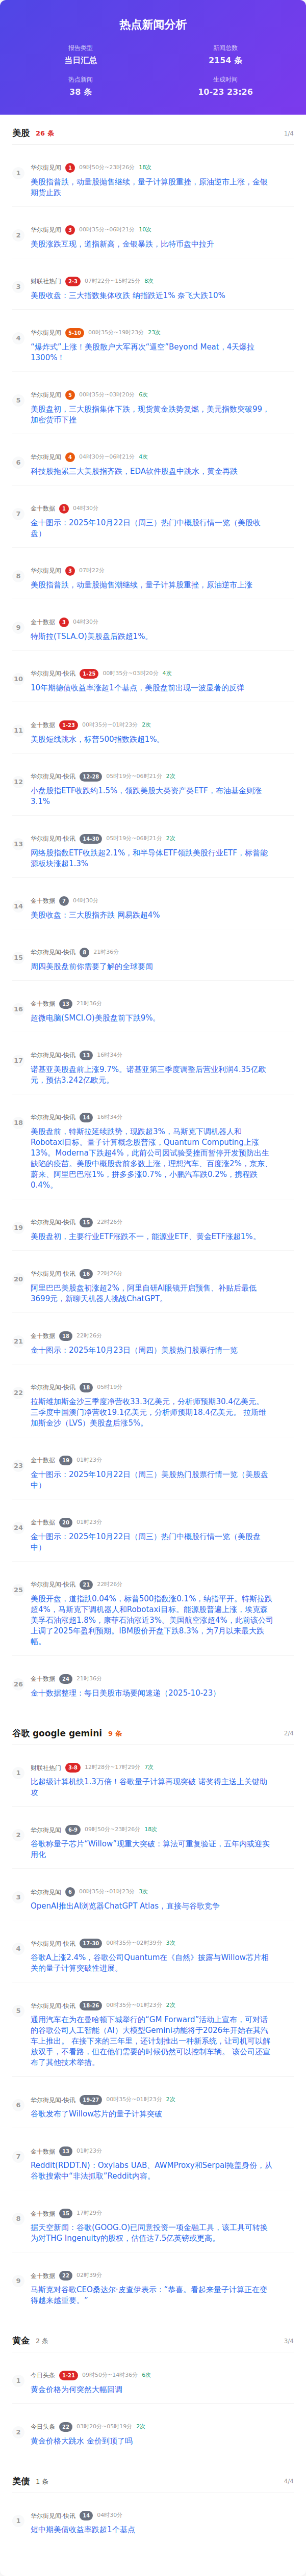 热点新闻分析
报告类型
当日汇总
新闻总数
2154 条
热点新闻
38 条
生成时间
10-23 23:26
美股 26 条 1/4
1
华尔街见闻 1 09时50分~23时26分 18次
美股指普跌，动量股抛售继续，量子计算股重挫，原油逆市上涨，金银
期货止跌
2
华尔街见闻 3 00时35分~06时21分 10次
美股涨跌互现，道指新高，金银暴跌，比特币盘中拉升
3
财联社热门 2-3 07时22分~15时25分 8次
美股收盘：三大指数集体收跌 纳指跌近1% 奈飞大跌10%
4
华尔街见闻 5-10 00时35分~19时23分 23次
“爆炸式”上涨！美股散户大军再次“逼空”Beyond Meat，4天爆拉
1300%！
5
华尔街见闻 5 00时35分~03时20分 6次
美股盘初，三大股指集体下跌，现货黄金跌势复燃，美元指数突破99，
加密货币下挫
6
华尔街见闻 4 04时30分~06时21分 4次
科技股拖累三大美股指齐跌，EDA软件股盘中跳水，黄金再跌
7
金十数据 1 04时30分
金十图示：2025年10月22日（周三）热门中概股行情一览（美股收
盘）
8
华尔街见闻 3 07时22分
美股指普跌，动量股抛售潮继续，量子计算股重挫，原油逆市上涨
9
金十数据 3 04时30分
特斯拉(TSLA.O)美股盘后跌超1%。
10
华尔街见闻-快讯 1-25 00时35分~03时20分 4次
10年期德债收益率涨超1个基点，美股盘前出现一波显著的反弹
11
金十数据 1-23 00时35分~01时23分 2次
美股短线跳水，标普500指数跌超1%。
12
华尔街见闻-快讯 12-28 05时19分~06时21分 2次
小盘股指ETF收跌约1.5%，领跌美股大类资产类ETF，布油基金则涨
3.1%
13
华尔街见闻-快讯 14-30 05时19分~06时21分 2次
网络股指数ETF收跌超2.1%，和半导体ETF领跌美股行业ETF，标普能
源板块涨超1.3%
14
金十数据 7 04时30分
美股收盘：三大股指齐跌 网易跌超4%
15
华尔街见闻-快讯 8 21时36分
周四美股盘前你需要了解的全球要闻
16
金十数据 13 21时36分
超微电脑(SMCI.O)美股盘前下跌9%。
17
华尔街见闻-快讯 13 16时34分
诺基亚美股盘前上涨9.7%。诺基亚第三季度调整后营业利润4.35亿欧
元，预估3.242亿欧元。
18
华尔街见闻-快讯 14 16时34分
美股盘前，特斯拉延续跌势，现跌超3%，马斯克下调机器人和
Robotaxi目标。量子计算概念股普涨，Quantum Computing上涨
13%。Moderna下跌超4%，此前公司因试验受挫而暂停开发预防出生
缺陷的疫苗。美股中概股盘前多数上涨，理想汽车、百度涨2%，京东、
蔚来、阿里巴巴涨1%，拼多多涨0.7%，小鹏汽车跌0.2%，携程跌
0.4%。
19
华尔街见闻-快讯 15 22时26分
美股盘初，主要行业ETF涨跌不一，能源业ETF、黄金ETF涨超1%。
20
华尔街见闻-快讯 16 22时26分
阿里巴巴美股盘初涨超2%，阿里自研AI眼镜开启预售、补贴后最低
3699元，新聊天机器人挑战ChatGPT。
21
金十数据 18 22时26分
金十图示：2025年10月23日（周四）美股热门股票行情一览
22
华尔街见闻-快讯 18 05时19分
拉斯维加斯金沙三季度净营收33.3亿美元，分析师预期30.4亿美元。
三季度中国澳门净营收19.1亿美元，分析师预期18.4亿美元。 拉斯维
加斯金沙（LVS）美股盘后涨5%。
23
金十数据 19 01时23分
金十图示：2025年10月22日（周三）美股热门股票行情一览（美股盘
中）
24
金十数据 20 01时23分
金十图示：2025年10月22日（周三）热门中概股行情一览（美股盘
中）
25
华尔街见闻-快讯 21 22时26分
美股开盘，道指跌0.04%，标普500指数涨0.1%，纳指平开。特斯拉跌
超4%，马斯克下调机器人和Robotaxi目标。能源股普遍上涨，埃克森
美孚石油涨超1.8%，康菲石油涨近3%。美国航空涨超4%，此前该公司
上调了2025年盈利预期。IBM股价开盘下跌8.3%，为7月以来最大跌
幅。
26
金十数据 24 21时36分
金十数据整理：每日美股市场要闻速递（2025-10-23）
谷歌 google gemini 9 条 2/4
1
财联社热门 3-8 12时28分~17时29分 7次
比超级计算机快1.3万倍！谷歌量子计算再现突破 诺奖得主送上关键助
攻
2
华尔街见闻 6-9 09时50分~23时26分 18次
谷歌称量子芯片“Willow”现重大突破：算法可重复验证，五年内或迎实
用化
3
华尔街见闻 6 00时35分~01时23分 3次
OpenAI推出AI浏览器ChatGPT Atlas，直接与谷歌竞争
4
华尔街见闻-快讯 17-30 00时35分~02时39分 3次
谷歌A上涨2.4%，谷歌公司Quantum在《自然》披露与Willow芯片相
关的量子计算突破性进展。
5
华尔街见闻-快讯 18-26 00时35分~01时23分 2次
通用汽车在为在曼哈顿下城举行的“GM Forward”活动上宣布，可对话
的谷歌公司人工智能（AI）大模型Gemini功能将于2026年开始在其汽
车上推出。 在接下来的三年里，还计划推出一种新系统，让司机可以解
放双手，不看路，但在他们需要的时候仍然可以控制车辆。 该公司还宣
布了其他技术举措。
6
华尔街见闻-快讯 19-27 00时35分~01时23分 2次
谷歌发布了Willow芯片的量子计算突破
7
金十数据 13 01时23分
Reddit(RDDT.N)：Oxylabs UAB、AWMProxy和Serpai掩盖身份，从
谷歌搜索中“非法抓取”Reddit内容。
8
金十数据 15 17时29分
据天空新闻：谷歌(GOOG.O)已同意投资一项金融工具，该工具可转换
为对THG Ingenuity的股权，估值达7.5亿英镑或更高。
9
金十数据 22 02时39分
马斯克对谷歌CEO桑达尔·皮查伊表示：“恭喜。看起来量子计算正在变
得越来越重要。”
黄金 2 条 3/4
1
今日头条 1-21 09时50分~14时36分 6次
黄金价格为何突然大幅回调
2
今日头条 22 03时20分~05时19分 2次
黄金价格大跳水 金价到顶了吗
美债 1 条 4/4
1
华尔街见闻-快讯 14 04时30分
短中期美债收益率跌超1个基点